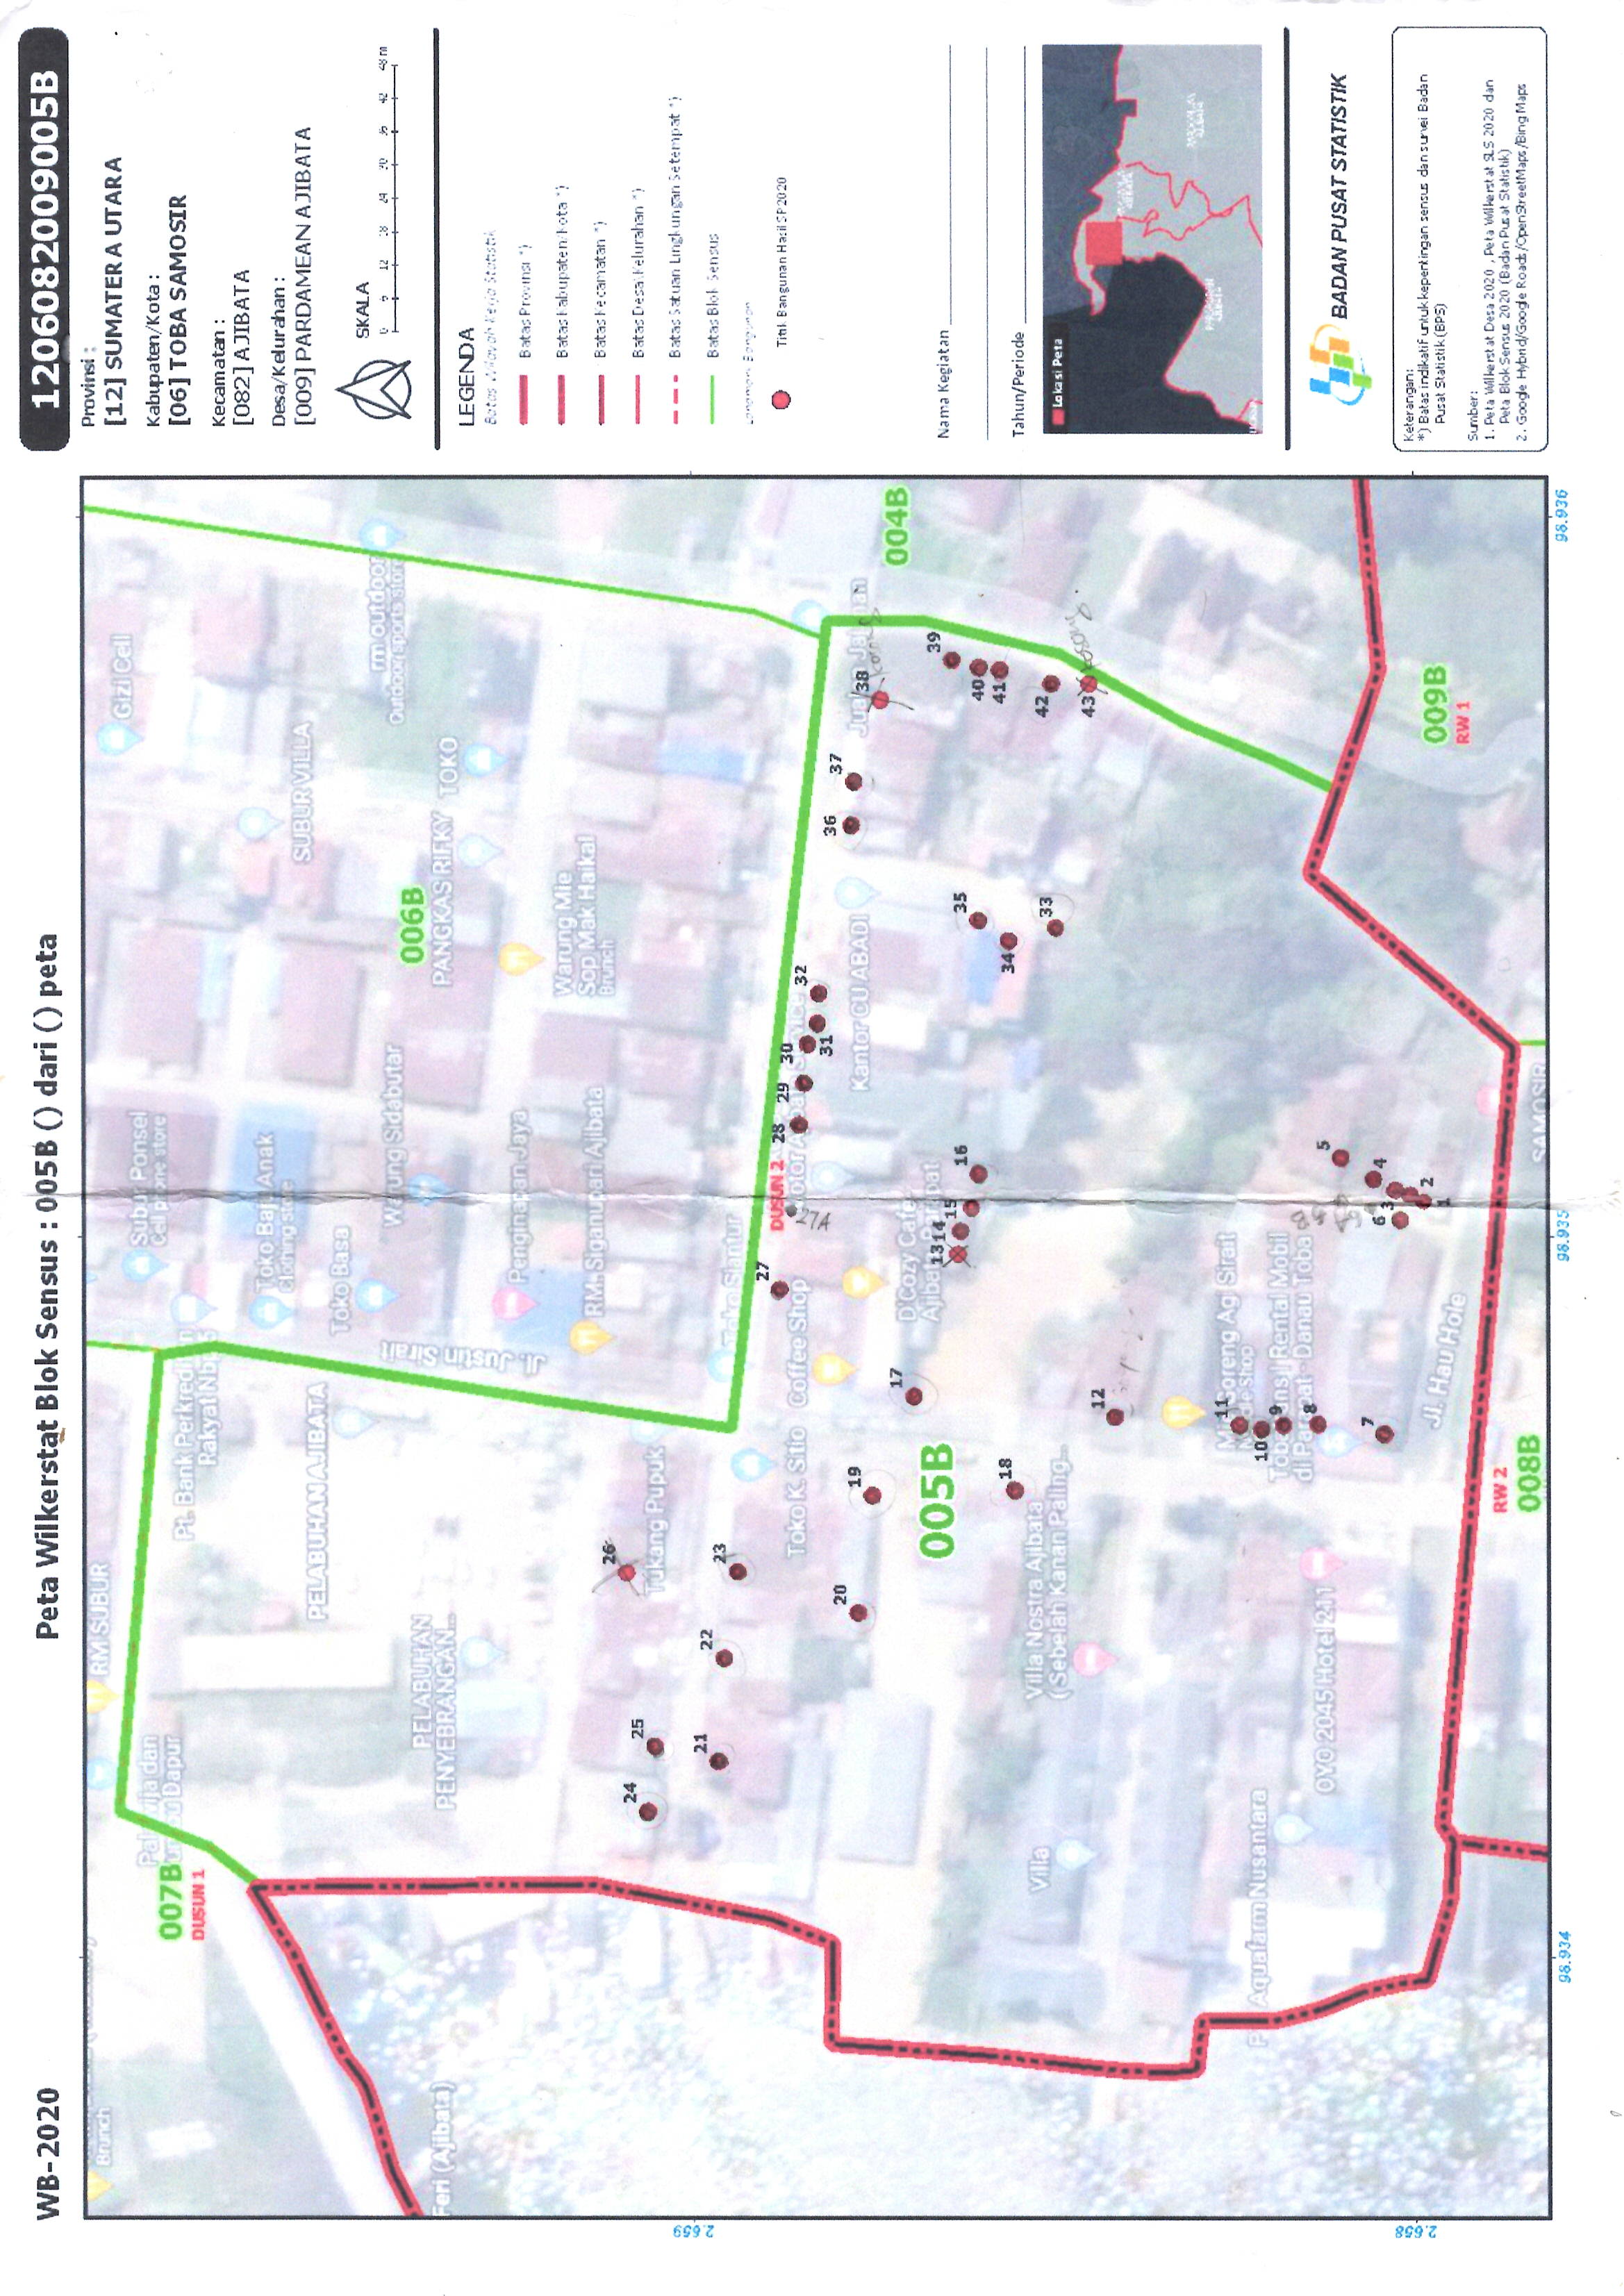 WB-2020
Peta Wilkerstat Blok Sensus : 005B () dari () peta
1206082009005B
Provinsi :
[12] SUMATERA UTARA
Kabupaten/Kota :
[06] TOBA SAMOSIR
Kecamatan :
[082] AJIBATA
Desa/Kelurahan :
[009] PARDAMEAN AJIBATA
SKALA
0 6 12 18 24 30 36 42 48 m
LEGENDA
Batas Wilayah Kerja Statistik
Batas Provinsi *)
Batas Kabupaten/Kota *)
Batas Kecamatan *)
Batas Desa/Kelurahan *)
Batas Satuan Lingkungan Setempat *)
Batas Blok Sensus
Landmark Bangunan
Titik Bangunan Hasil SP2020
Nama Kegiatan
Tahun/Periode
Lokasi Peta
BADAN PUSAT STATISTIK
Keterangan:
*) Batas indikatif untuk kepentingan sensus dan survei Badan
Pusat Statistik (BPS)
Sumber:
1. Peta Wilkerstat Desa 2020 , Peta Wilkerstat SLS 2020 dan
Peta Blok Sensus 2020 (Badan Pusat Statistik)
2. Google Hybrid/Google Roads/OpenStreetMaps/Bing Maps
Brunch
RM SUBUR
Subur Ponsel
Cell phone store
Gizi Cell
007B
DUSUN 1
dan
Dapur
Pt. Bank Perkreditan
Rakyat
Toko Baju Anak
Clothing store
PELABUHAN AJIBATA
SUBUR VILLA
Toko Basa
Jl. Justin Sirait
Warung Sidabutar
rm outdoor
Outdoor sports store
006B
Feri (Ajibata)
PELABUHAN
PENYEBRANGAN...
PANGKAS RIFKY
TOKO
Penginapan Jaya
Warung Mie
Sop Mak Haikal
Brunch
RM. Siganupari Ajibata
26
Tukang Pupuk
24
25
21
22
23
2.659
Toko Siantur
27
DUSUN 2
28
29
30
31
32
Toko K. Sitio
Coffee Shop
27A
20
19
Kantor CU ABADI
36
37
38
kosong
17
004B
005B
D'Cozy Cafe
Ajibata Parapat
13
14
15
16
35
34
33
39
40
41
42
43
kosong
18
Villa
Villa Nostra Ajibata
( Sebelah Kanan Paling...
12
11
Mie Goreng Agi Sirait
Noodle Shop
10
9
Rental Mobil
di Parapat - Danau Toba
8
Aquafarm Nusantara
OYO 2045 Hotel 211
7
5
4
6
3
2
1
2.658
Jl. Hau Hole
RW 2
008B
009B
RW 1
SAMOSIR
98.934
98.935
98.936